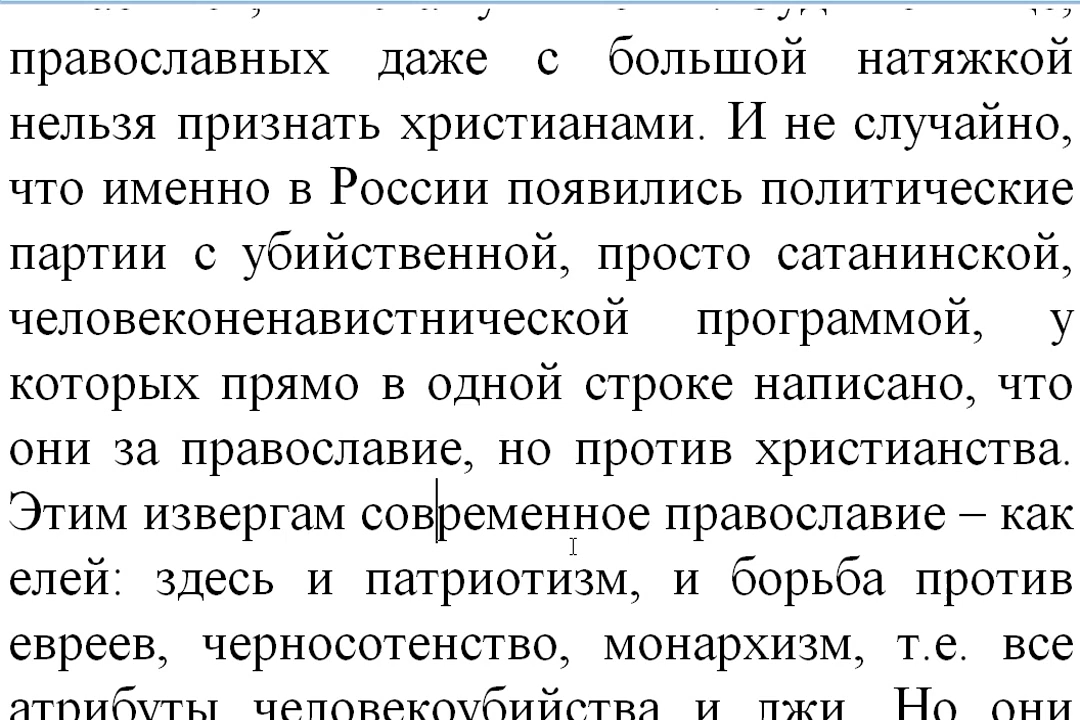 православных даже с большой натяжкой
нельзя признать христианами. И не случайно,
что именно в России появились политические
партии с убийственной, просто сатанинской,
человеконенавистнической программой, у
которых прямо в одной строке написано, что
они за православие, но против христианства.
Этим извергам современное православие – как
елей: здесь и патриотизм, и борьба против
евреев, черносотенство, монархизм, т.е. все
атрибуты человекоубийства и лжи. Но они